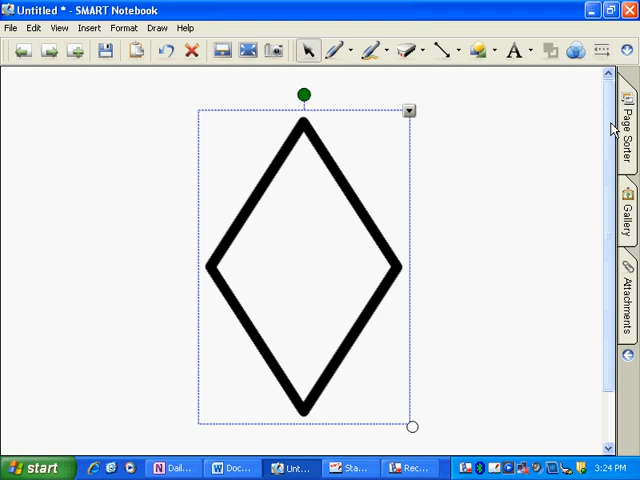 Untitled * - SMART Notebook
File Edit View Insert Format Draw Help
A
Page Sorter
Gallery
Attachments
start
Dail...
Doc...
Unt...
Sta...
Rec...
3:24 PM